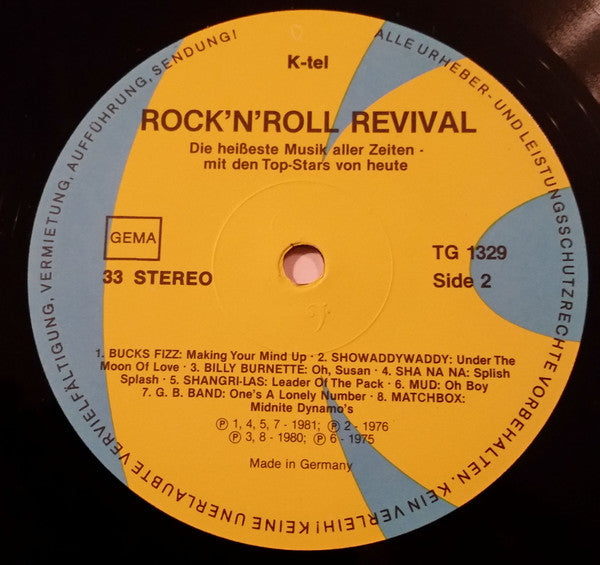 K-tel
ROCK'N'ROLL REVIVAL
Die heißeste Musik aller Zeiten -
mit den Top-Stars von heute
GEMA
33 STEREO
TG 1329
Side 2
1. BUCKS FIZZ: Making Your Mind Up · 2. SHOWADDYWADDY: Under The
Moon Of Love · 3. BILLY BURNETTE: Oh, Susan · 4. SHA NA NA: Splish
Splash · 5. SHANGRI-LAS: Leader Of The Pack · 6. MUD: Oh Boy
7. G. B. BAND: One's A Lonely Number · 8. MATCHBOX:
Midnite Dynamo's
Ⓟ 1, 4, 5, 7 - 1981; Ⓟ 2 - 1976
Ⓟ 3, 8 - 1980; Ⓟ 6 - 1975
Made in Germany
ALLE URHEBER- UND LEISTUNGSSCHUTZRECHTE VORBEHALTEN. KEIN VERLEIH! KEINE UNERLAUBTE VERVIELFÄLTIGUNG, VERMIETUNG, AUFFÜHRUNG, SENDUNG!